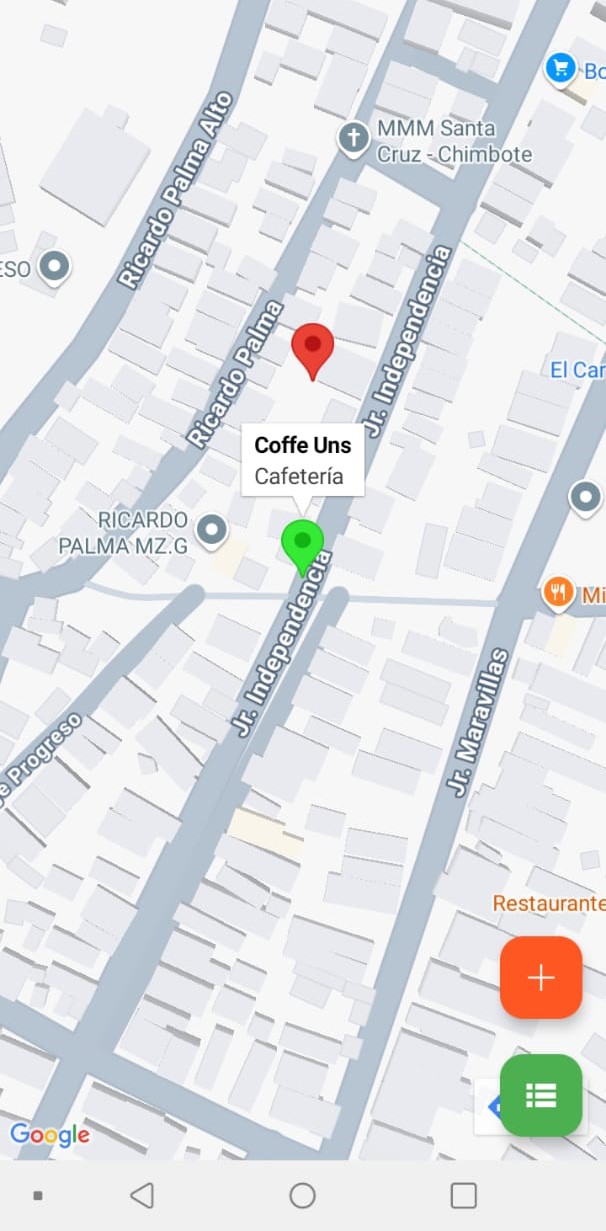 Bo
MMM Santa
Cruz - Chimbote
Ricardo Palma Alto
ESO
Jr. Independencia
Ricardo Palma
El Car
Coffe Uns
Cafetería
RICARDO
PALMA MZ.G
Mi
Jr. Independencia
Jr. Maravillas
e Progreso
Restaurante
Google